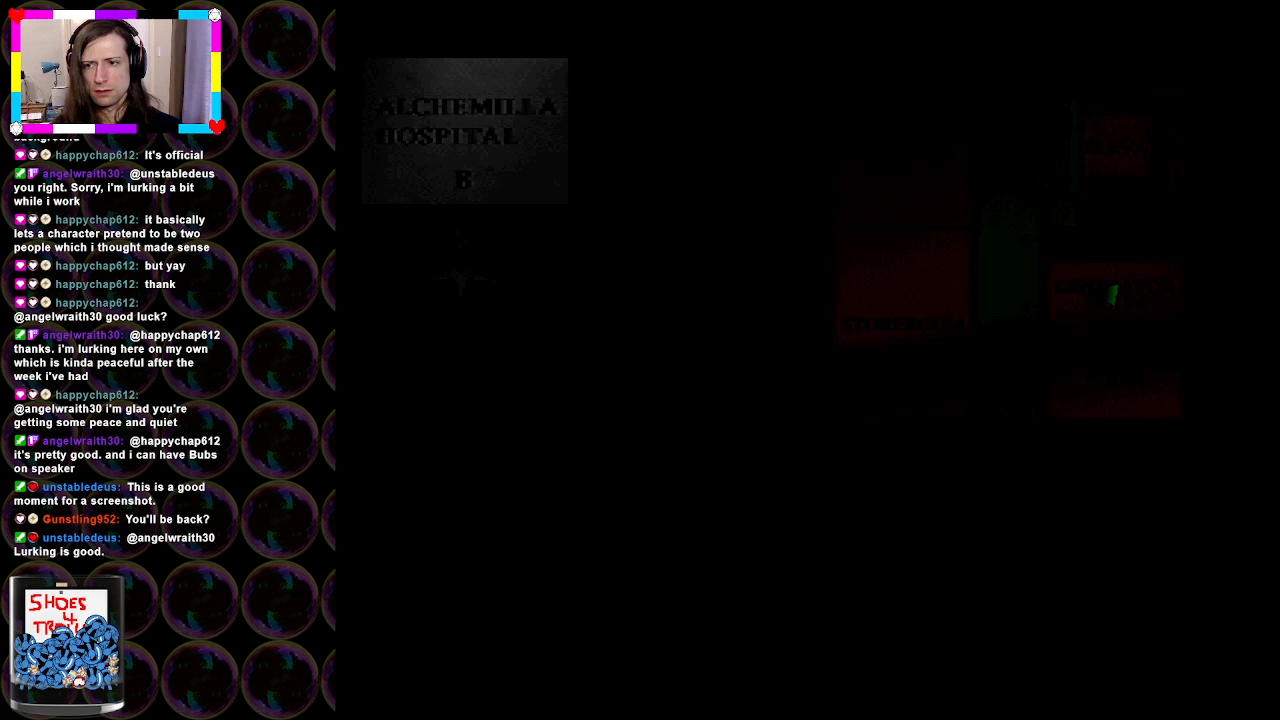 background
happychap612: It's official
angelwraith30: @unstabledeus
you right. Sorry, i'm lurking a bit
while i work
happychap612: it basically
lets a character pretend to be two
people which i thought made sense
happychap612: but yay
happychap612: thank
happychap612:
@angelwraith30 good luck?
angelwraith30: @happychap612
thanks. i'm lurking here on my own
which is kinda peaceful after the
week i've had
happychap612:
@angelwraith30 i'm glad you're
getting some peace and quiet
angelwraith30: @happychap612
it's pretty good. and i can have Bubs
on speaker
unstabledeus: This is a good
moment for a screenshot.
Gunstling952: You'll be back?
unstabledeus: @angelwraith30
Lurking is good.
SHOES
4
ALCHEMILLA
HOSPITAL
B
STOREROOM